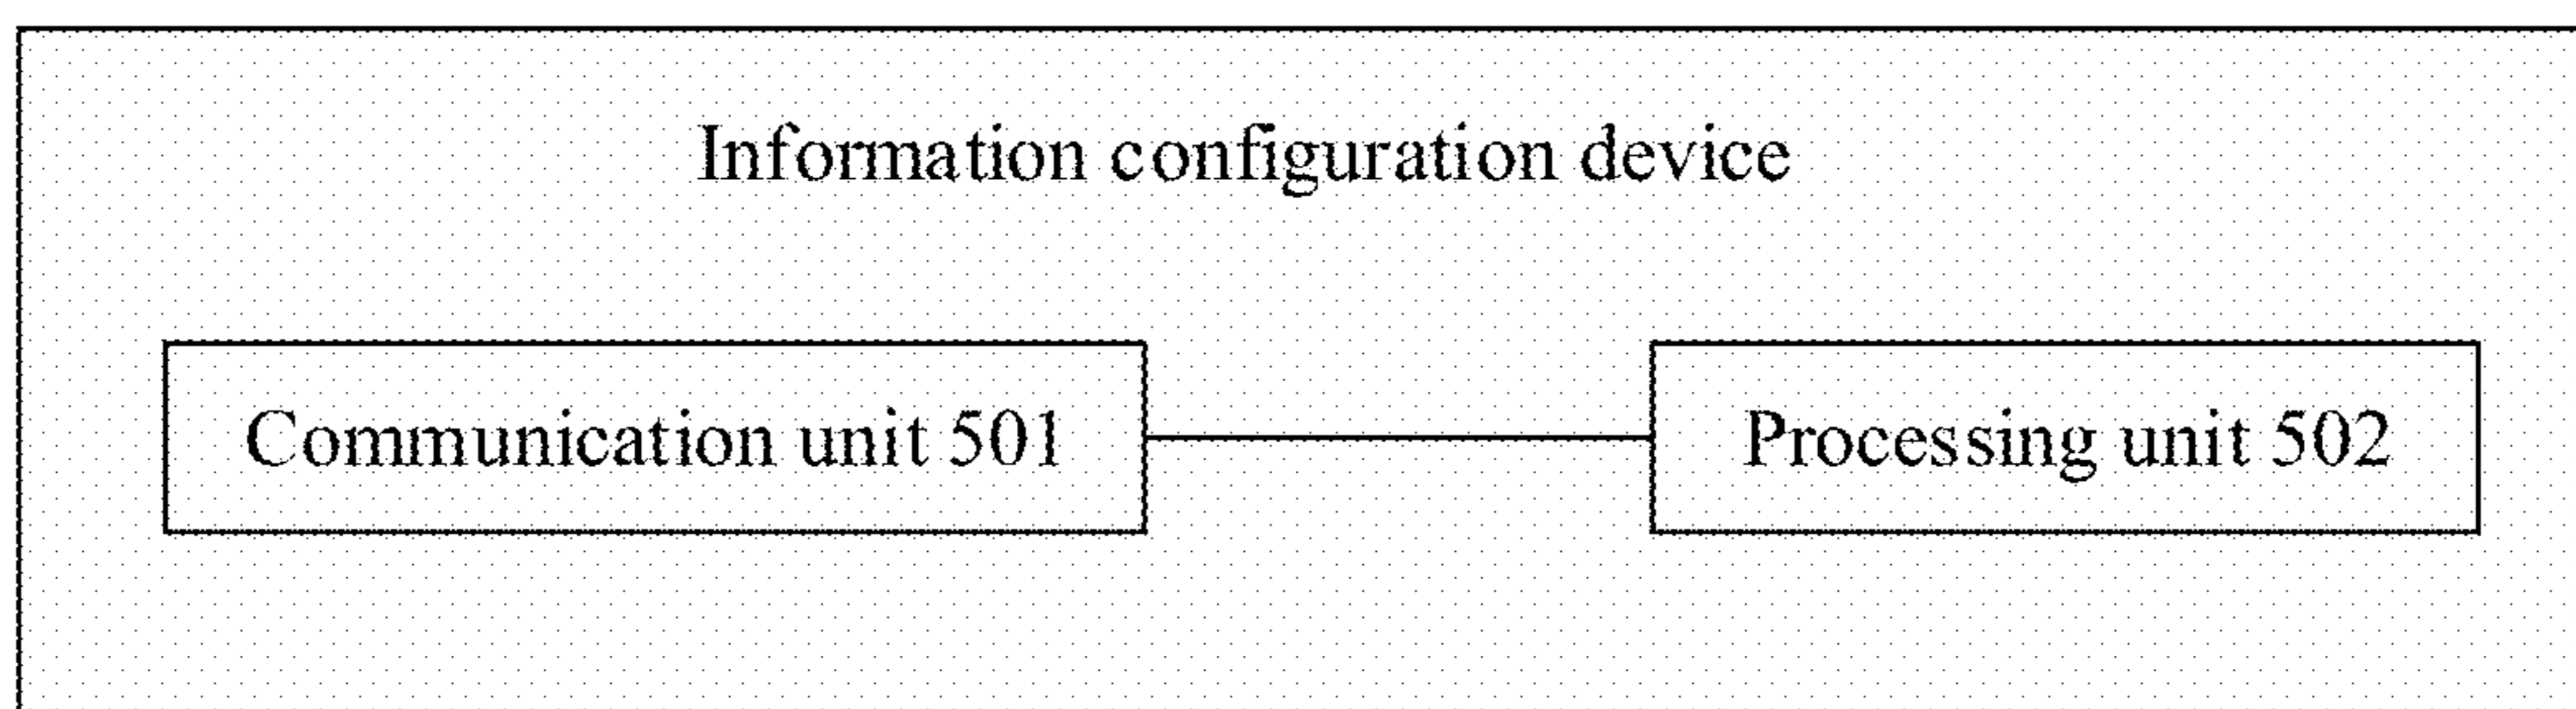 Information configuration device
Communication unit 501
Processing unit 502